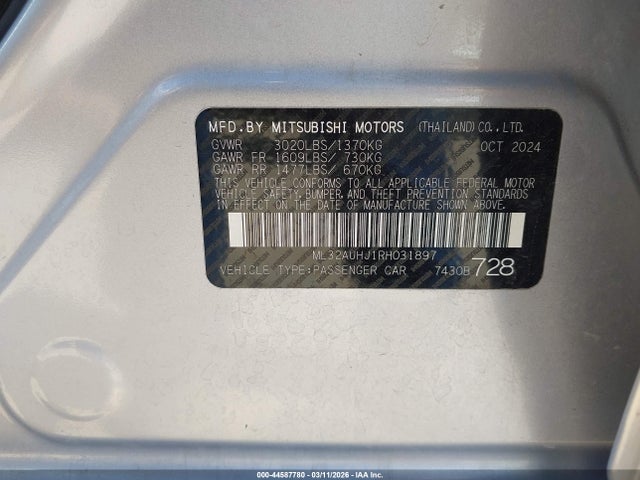 MFD.BY MITSUBISHI MOTORS (THAILAND) CO., LTD.
GVWR 3020LBS/1370KG OCT 2024
GAWR FR 1609LBS/ 730KG
GAWR RR 1477LBS/ 670KG
THIS VEHICLE CONFORMS TO ALL APPLICABLE FEDERAL MOTOR
VEHICLE SAFETY, BUMPER, AND THEFT PREVENTION STANDARDS
IN EFFECT ON THE DATE OF MANUFACTURE SHOWN ABOVE.
ML32AUHJ1RH031897
VEHICLE TYPE:PASSENGER CAR 7430B 728
000-44587780 - 03/11/2026 - IAA Inc.